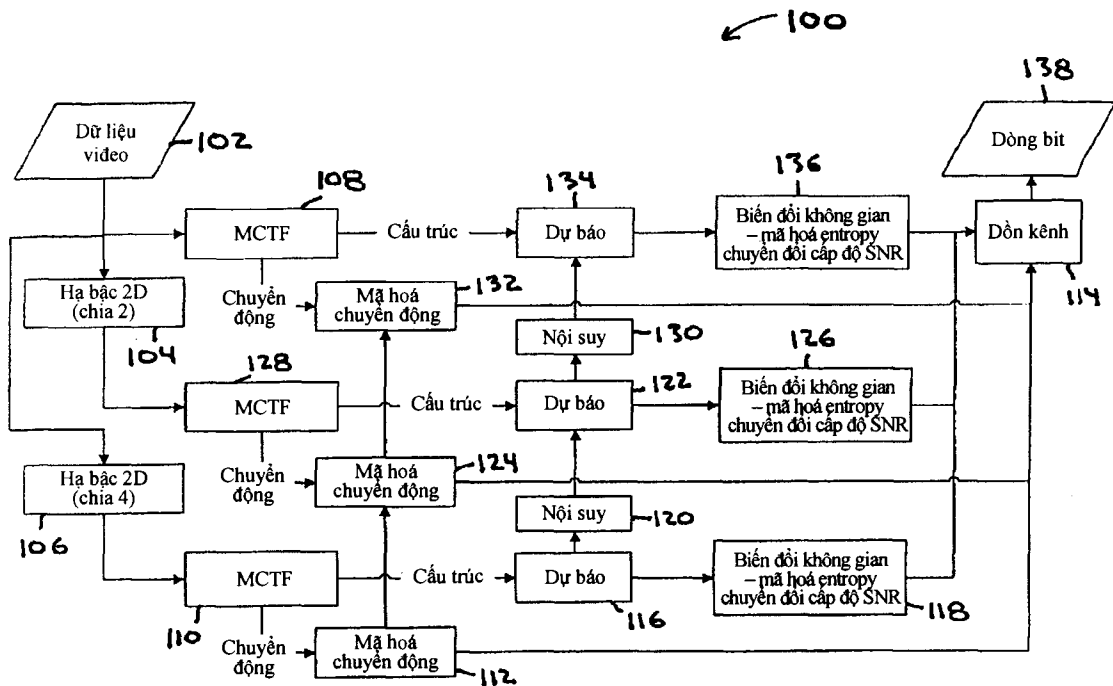 100
138
Dữ liệu
video
102
Dòng bit
108
134
136
MCTF
Cấu trúc
Dự báo
Biến đổi không gian
– mã hoá entropy
chuyển đổi cấp độ SNR
Dồn kênh
114
Hạ bậc 2D
(chia 2)
104
Chuyển
động
Mã hoá
chuyển động
132
Nội suy
130
128
126
MCTF
Cấu trúc
Dự báo
122
Biến đổi không gian
– mã hoá entropy
chuyển đổi cấp độ SNR
Hạ bậc 2D
(chia 4)
106
Chuyển
động
Mã hoá
chuyển động
124
Nội suy
120
MCTF
110
Cấu trúc
Dự báo
116
Biến đổi không gian
– mã hoá entropy
chuyển đổi cấp độ SNR
118
Chuyển
động
Mã hoá
chuyển động
112